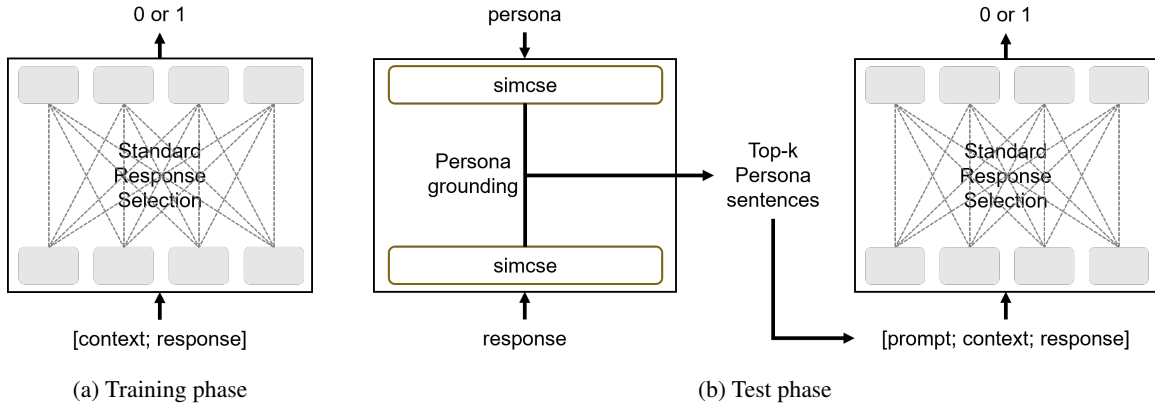 0 or 1
Standard
Response
Selection
[context; response]
(a) Training phase
persona
simcse
Persona
grounding
simcse
response
Top-k
Persona
sentences
0 or 1
Standard
Response
Selection
[prompt; context; response]
(b) Test phase